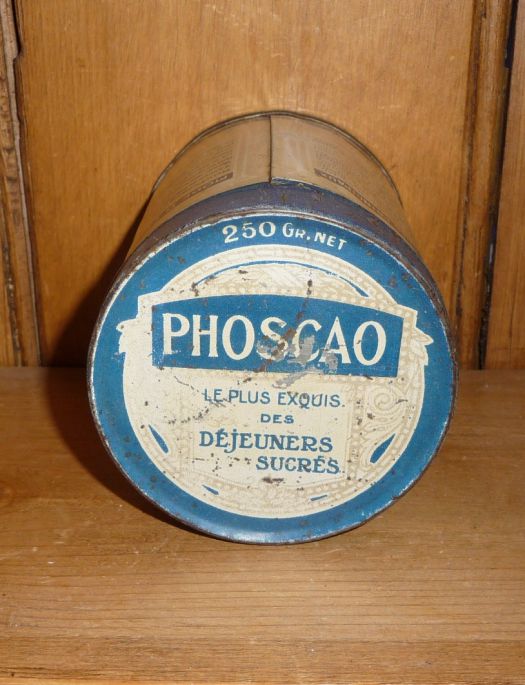 250 GR. NET
PHOSCAO
LE PLUS EXQUIS
DES
DÉJEUNERS
SUCRÉS